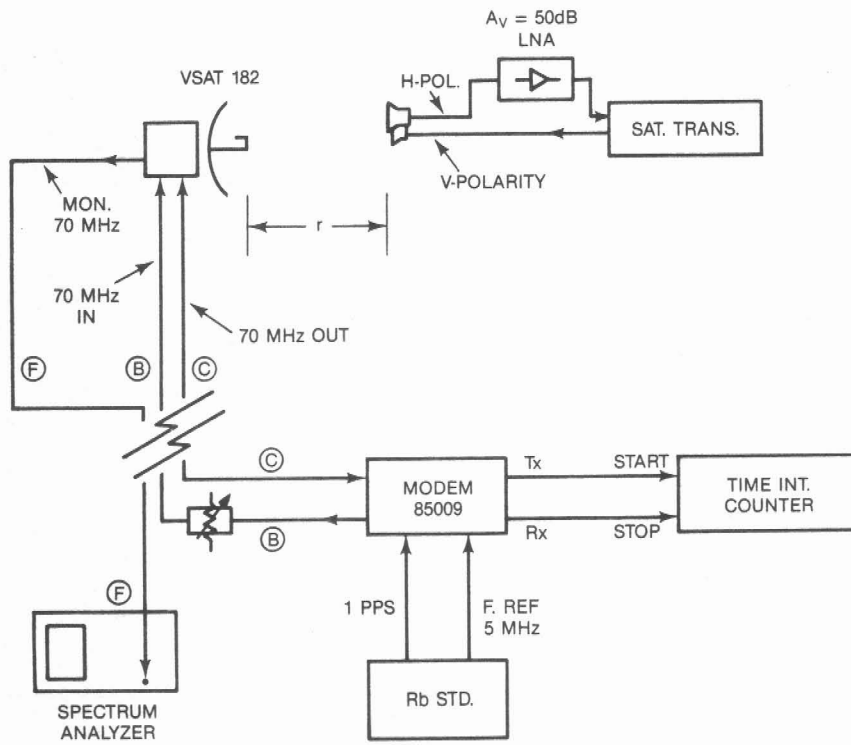 A_V = 50dB
LNA
VSAT 182
H-POL.
SAT. TRANS.
V-POLARITY
MON.
70 MHz
r
70 MHz
IN
70 MHz OUT
F
B
C
C
Tx
START
MODEM
85009
TIME INT.
COUNTER
B
Rx
STOP
F
1 PPS
F. REF
5 MHz
Rb STD.
SPECTRUM
ANALYZER